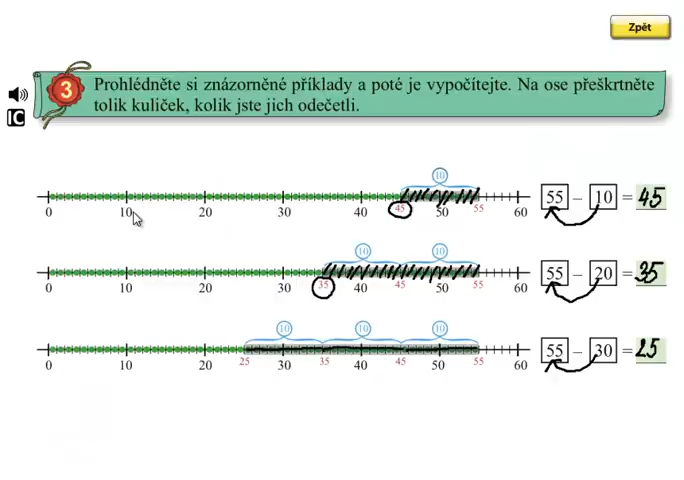 Zpět
3 Prohlédněte si znázorněné příklady a poté je vypočítejte. Na ose přeškrtněte
tolik kuliček, kolik jste jich odečetli.
IC
10
0 10 20 30 40 45 50 55 60
55 – 10 = 45
10 10
0 10 20 30 35 40 45 50 55 60
55 – 20 = 35
10 10 10
0 10 20 25 30 35 40 45 50 55 60
55 – 30 = 25